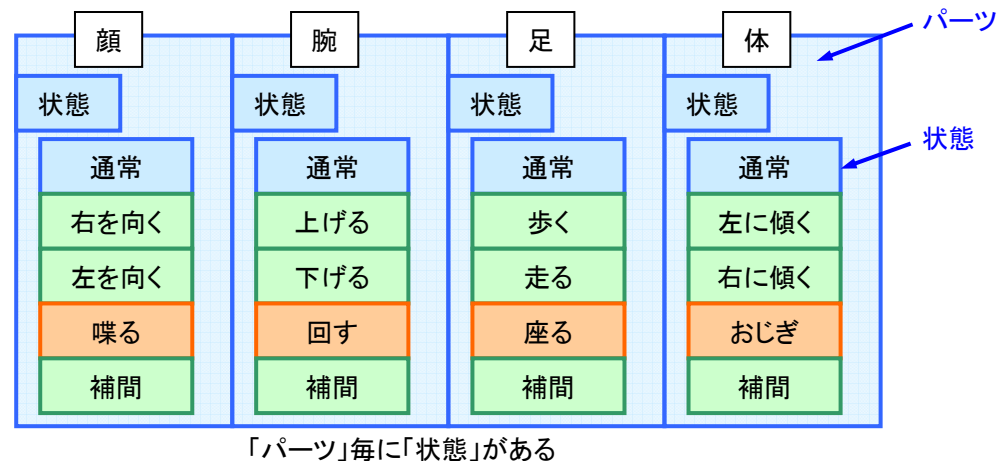 顔 腕 足 体 パーツ
状態 状態 状態 状態
状態
通常 通常 通常 通常
右を向く 上げる 歩く 左に傾く
左を向く 下げる 走る 右に傾く
喋る 回す 座る おじぎ
補間 補間 補間 補間
「パーツ」毎に「状態」がある